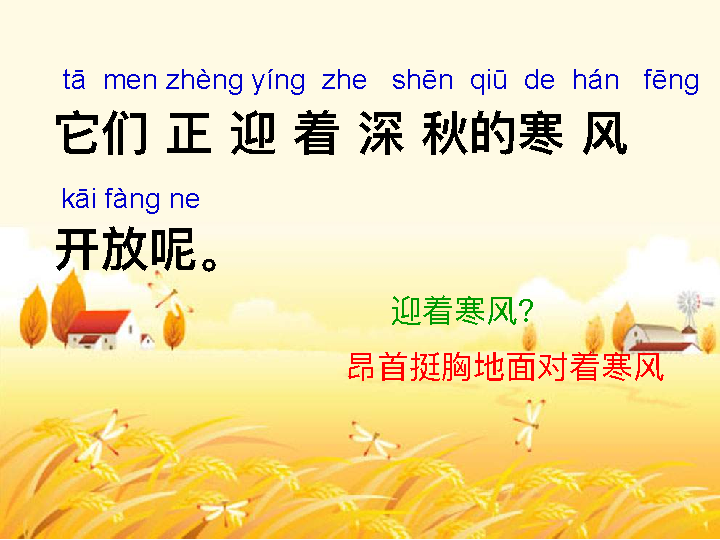 tā men zhèng yíng zhe shēn qiū de hán fēng
它们 正 迎 着 深 秋的寒 风
kāi fàng ne
开放呢。
迎着寒风?
昂首挺胸地面对着寒风